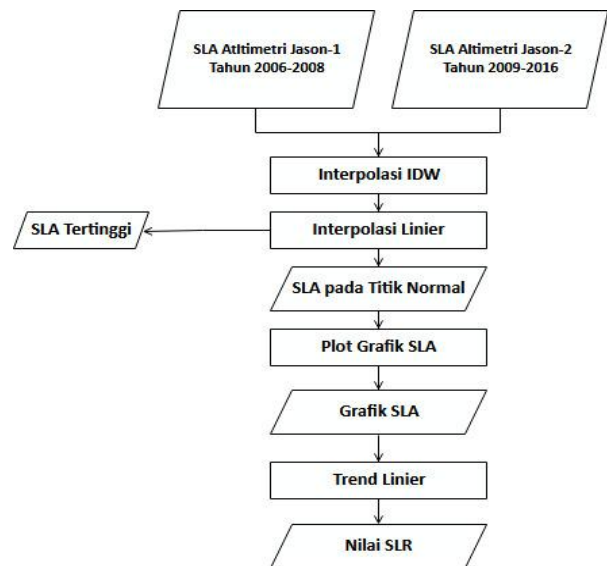 SLA Atltimetri Jason-1
Tahun 2006-2008
SLA Altimetri Jason-2
Tahun 2009-2016
Interpolasi IDW
SLA Tertinggi
Interpolasi Linier
SLA pada Titik Normal
Plot Grafik SLA
Grafik SLA
Trend Linier
Nilai SLR